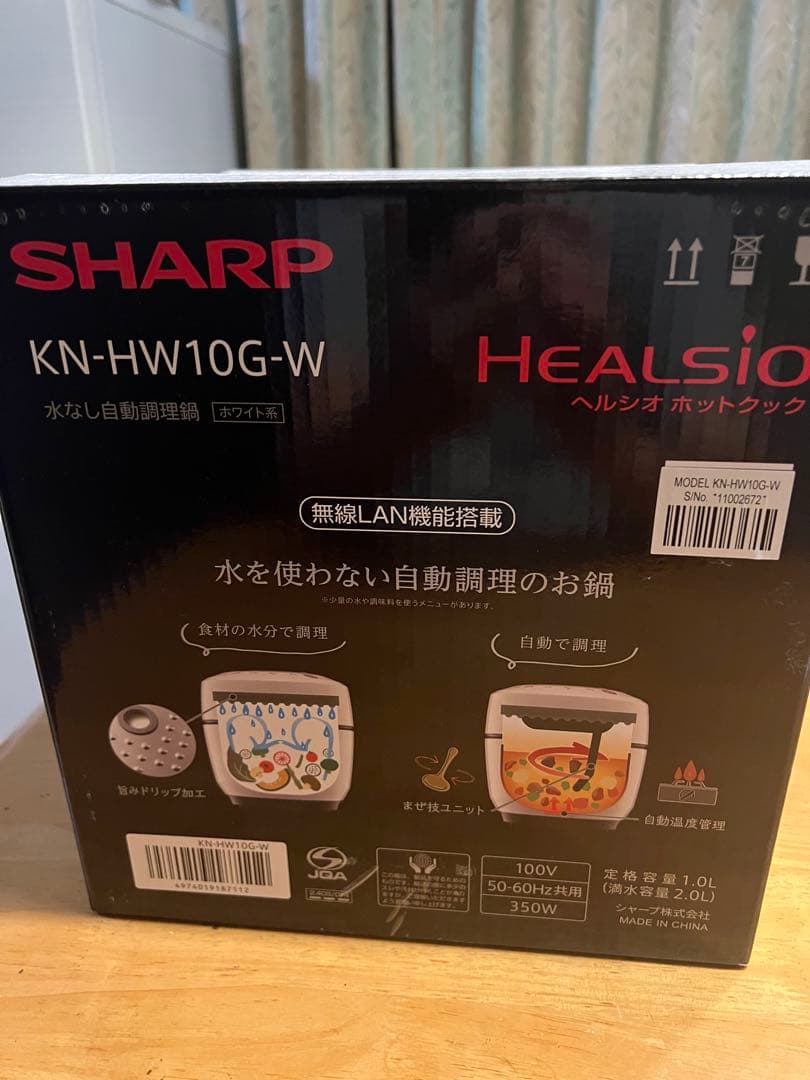 SHARP
KN-HW10G-W
水なし自動調理鍋 ホワイト系
7
HEALSIO
ヘルシオ ホットクック
MODEL KN-HW10G-W
S/No. *11002672*
無線LAN機能搭載
水を使わない自動調理のお鍋
※少量の水や調味料を使うメニューがあります。
食材の水分で調理
自動で調理
旨みドリップ加工
まぜ技ユニット
自動温度管理
KN-HW10G-W
4974019187112
JQA
100V
50-60Hz共用
350W
定格容量 1.0L
(満水容量 2.0L)
シャープ株式会社
MADE IN CHINA